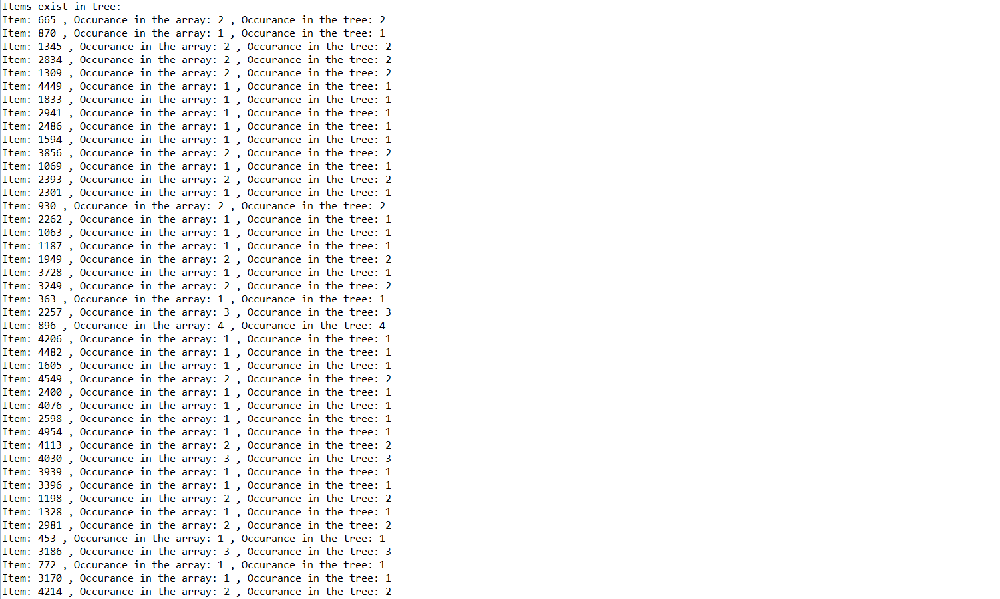 Items exist in tree:
Item: 665 , Occurance in the array: 2 , Occurance in the tree: 2
Item: 870 , Occurance in the array: 1 , Occurance in the tree: 1
Item: 1345 , Occurance in the array: 2 , Occurance in the tree: 2
Item: 2834 , Occurance in the array: 2 , Occurance in the tree: 2
Item: 1309 , Occurance in the array: 2 , Occurance in the tree: 2
Item: 4449 , Occurance in the array: 1 , Occurance in the tree: 1
Item: 1833 , Occurance in the array: 1 , Occurance in the tree: 1
Item: 2941 , Occurance in the array: 1 , Occurance in the tree: 1
Item: 2486 , Occurance in the array: 1 , Occurance in the tree: 1
Item: 1594 , Occurance in the array: 1 , Occurance in the tree: 1
Item: 3856 , Occurance in the array: 2 , Occurance in the tree: 2
Item: 1069 , Occurance in the array: 1 , Occurance in the tree: 1
Item: 2393 , Occurance in the array: 2 , Occurance in the tree: 2
Item: 2301 , Occurance in the array: 1 , Occurance in the tree: 1
Item: 930 , Occurance in the array: 2 , Occurance in the tree: 2
Item: 2262 , Occurance in the array: 1 , Occurance in the tree: 1
Item: 1063 , Occurance in the array: 1 , Occurance in the tree: 1
Item: 1187 , Occurance in the array: 1 , Occurance in the tree: 1
Item: 1949 , Occurance in the array: 2 , Occurance in the tree: 2
Item: 3728 , Occurance in the array: 1 , Occurance in the tree: 1
Item: 3249 , Occurance in the array: 2 , Occurance in the tree: 2
Item: 363 , Occurance in the array: 1 , Occurance in the tree: 1
Item: 2257 , Occurance in the array: 3 , Occurance in the tree: 3
Item: 896 , Occurance in the array: 4 , Occurance in the tree: 4
Item: 4206 , Occurance in the array: 1 , Occurance in the tree: 1
Item: 4482 , Occurance in the array: 1 , Occurance in the tree: 1
Item: 1605 , Occurance in the array: 1 , Occurance in the tree: 1
Item: 4549 , Occurance in the array: 2 , Occurance in the tree: 2
Item: 2400 , Occurance in the array: 1 , Occurance in the tree: 1
Item: 4076 , Occurance in the array: 1 , Occurance in the tree: 1
Item: 2598 , Occurance in the array: 1 , Occurance in the tree: 1
Item: 4954 , Occurance in the array: 1 , Occurance in the tree: 1
Item: 4113 , Occurance in the array: 2 , Occurance in the tree: 2
Item: 4030 , Occurance in the array: 3 , Occurance in the tree: 3
Item: 3939 , Occurance in the array: 1 , Occurance in the tree: 1
Item: 3396 , Occurance in the array: 1 , Occurance in the tree: 1
Item: 1198 , Occurance in the array: 2 , Occurance in the tree: 2
Item: 1328 , Occurance in the array: 1 , Occurance in the tree: 1
Item: 2981 , Occurance in the array: 2 , Occurance in the tree: 2
Item: 453 , Occurance in the array: 1 , Occurance in the tree: 1
Item: 3186 , Occurance in the array: 3 , Occurance in the tree: 3
Item: 772 , Occurance in the array: 1 , Occurance in the tree: 1
Item: 3170 , Occurance in the array: 1 , Occurance in the tree: 1
Item: 4214 , Occurance in the array: 2 , Occurance in the tree: 2